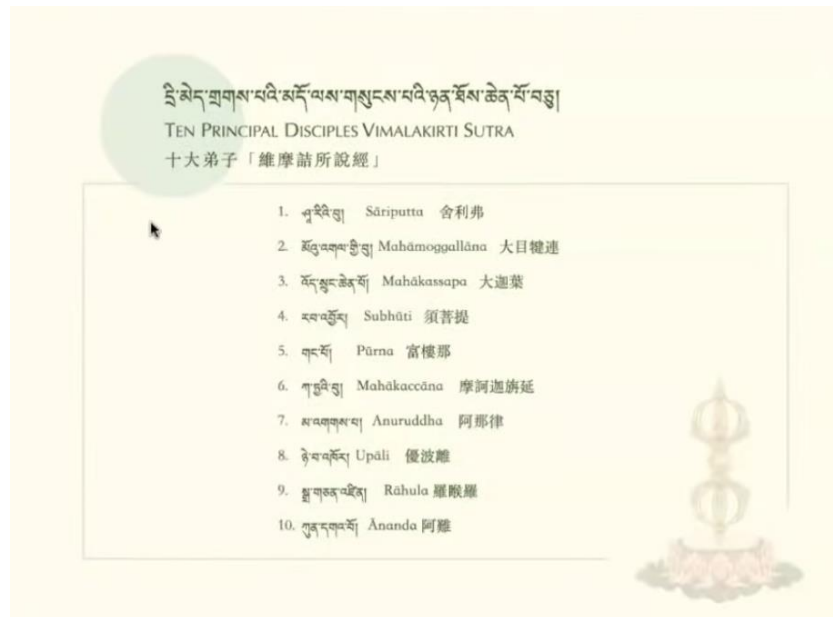 དྲི་མེད་གྲགས་པའི་མདོ་ལས་གསུངས་པའི་ཉན་ཐོས་ཆེན་པོ་བཅུ།
TEN PRINCIPAL DISCIPLES VIMALAKIRTI SUTRA
十大弟子「維摩詰所說經」
1. ཤཱ་རིའི་བུ། Sāriputta 舍利弗
2. མོའུ་འགལ་གྱི་བུ། Mahāmoggallāna 大目犍連
3. འོད་སྲུང་ཆེན་པོ། Mahākassapa 大迦葉
4. རབ་འབྱོར། Subhūti 須菩提
5. གང་པོ། Pūrna 富樓那
6. ཀ་ཏྱའི་བུ། Mahākaccāna 摩訶迦旃延
7. མ་འགགས་པ། Anuruddha 阿那律
8. ཉེ་བ་འཁོར། Upāli 優波離
9. སྒྲ་གཅན་འཛིན། Rāhula 羅睺羅
10. ཀུན་དགའ་བོ། Ānanda 阿難